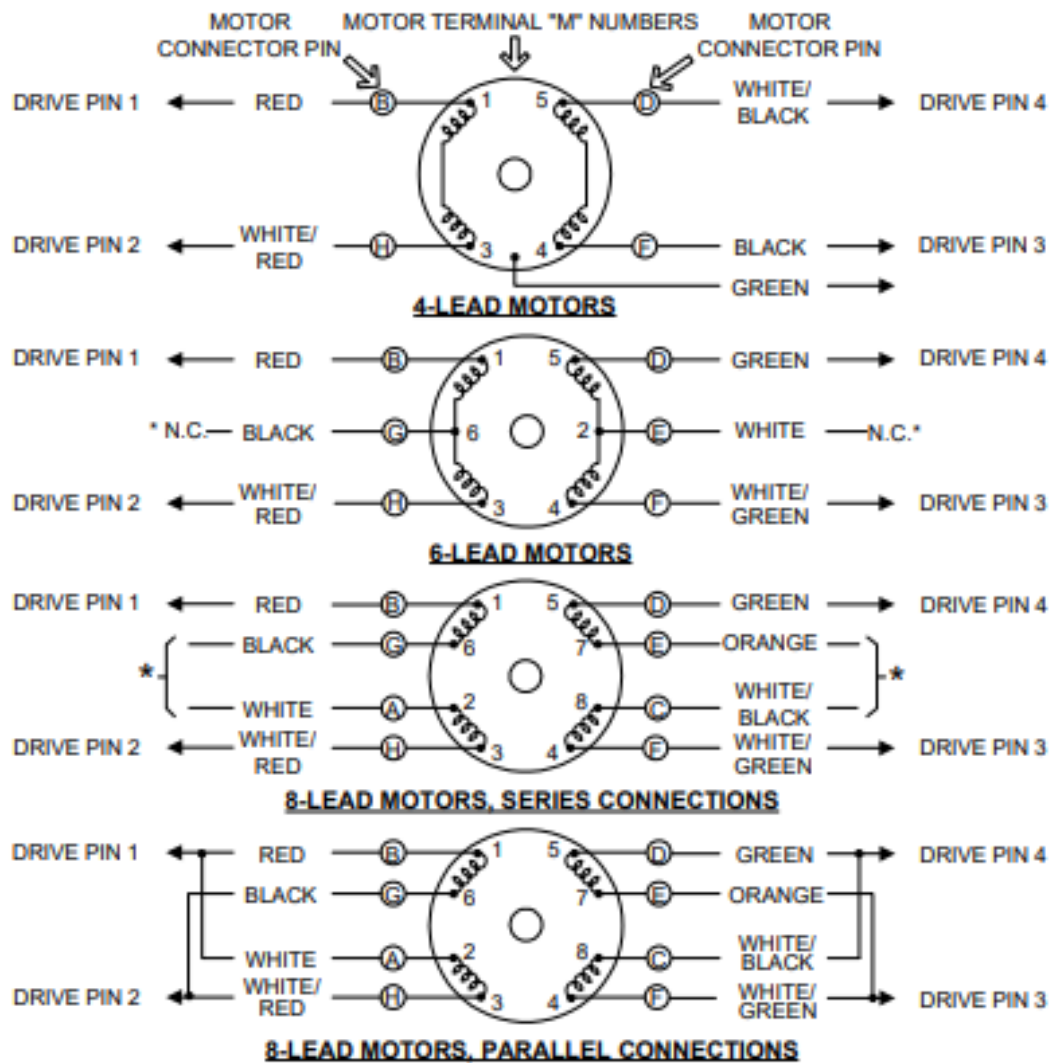 MOTOR CONNECTOR PIN
MOTOR TERMINAL "M" NUMBERS
MOTOR CONNECTOR PIN
DRIVE PIN 1 RED B 1 5 D WHITE/ BLACK DRIVE PIN 4
DRIVE PIN 2 WHITE/ RED H 3 4 F BLACK DRIVE PIN 3
GREEN
4-LEAD MOTORS
DRIVE PIN 1 RED B 1 5 D GREEN DRIVE PIN 4
* N.C. BLACK G 6 2 E WHITE N.C.*
DRIVE PIN 2 WHITE/ RED H 3 4 F WHITE/ GREEN DRIVE PIN 3
6-LEAD MOTORS
DRIVE PIN 1 RED B 1 5 D GREEN DRIVE PIN 4
BLACK G 6 7 E ORANGE
* *
WHITE A 2 8 C WHITE/ BLACK
DRIVE PIN 2 WHITE/ RED H 3 4 F WHITE/ GREEN DRIVE PIN 3
8-LEAD MOTORS, SERIES CONNECTIONS
DRIVE PIN 1 RED B 1 5 D GREEN DRIVE PIN 4
BLACK G 6 7 E ORANGE
WHITE A 2 8 C WHITE/ BLACK
DRIVE PIN 2 WHITE/ RED H 3 4 F WHITE/ GREEN DRIVE PIN 3
8-LEAD MOTORS, PARALLEL CONNECTIONS